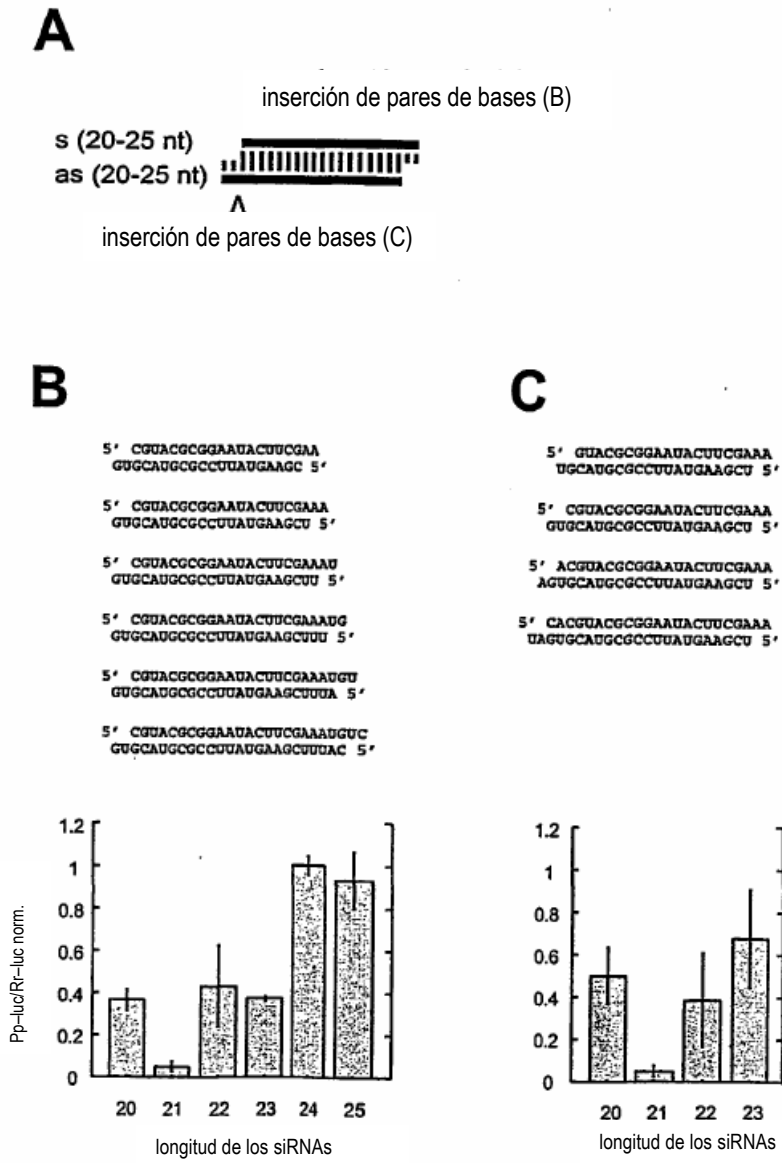 A
inserción de pares de bases (B)
s (20-25 nt)
as (20-25 nt)
inserción de pares de bases (C)
B
5' CGUACGCGGAAUACUUCGAA
GUGCAUGCGCCUUAUGAAGC 5'
5' CGUACGCGGAAUACUUCGAAA
GUGCAUGCGCCUUAUGAAGCU 5'
5' CGUACGCGGAAUACUUCGAAAU
GUGCAUGCGCCUUAUGAAGCUU 5'
5' CGUACGCGGAAUACUUCGAAAUG
GUGCAUGCGCCUUAUGAAGCUUU 5'
5' CGUACGCGGAAUACUUCGAAAUGU
GUGCAUGCGCCUUAUGAAGCUUUA 5'
5' CGUACGCGGAAUACUUCGAAAUGUC
GUGCAUGCGCCUUAUGAAGCUUUAC 5'
C
5' GUACGCGGAAUACUUCGAAA
UGCAUGCGCCUUAUGAAGCU 5'
5' CGUACGCGGAAUACUUCGAAA
GUGCAUGCGCCUUAUGAAGCU 5'
5' ACGUACGCGGAAUACUUCGAAA
AGUGCAUGCGCCUUAUGAAGCU 5'
5' CACGUACGCGGAAUACUUCGAAA
UAGUGCAUGCGCCUUAUGAAGCU 5'
Pp-luc/Rr-luc norm.
1.2
1
0.8
0.6
0.4
0.2
0
20 21 22 23 24 25
longitud de los siRNAs
1.2
1
0.8
0.6
0.4
0.2
0
20 21 22 23
longitud de los siRNAs